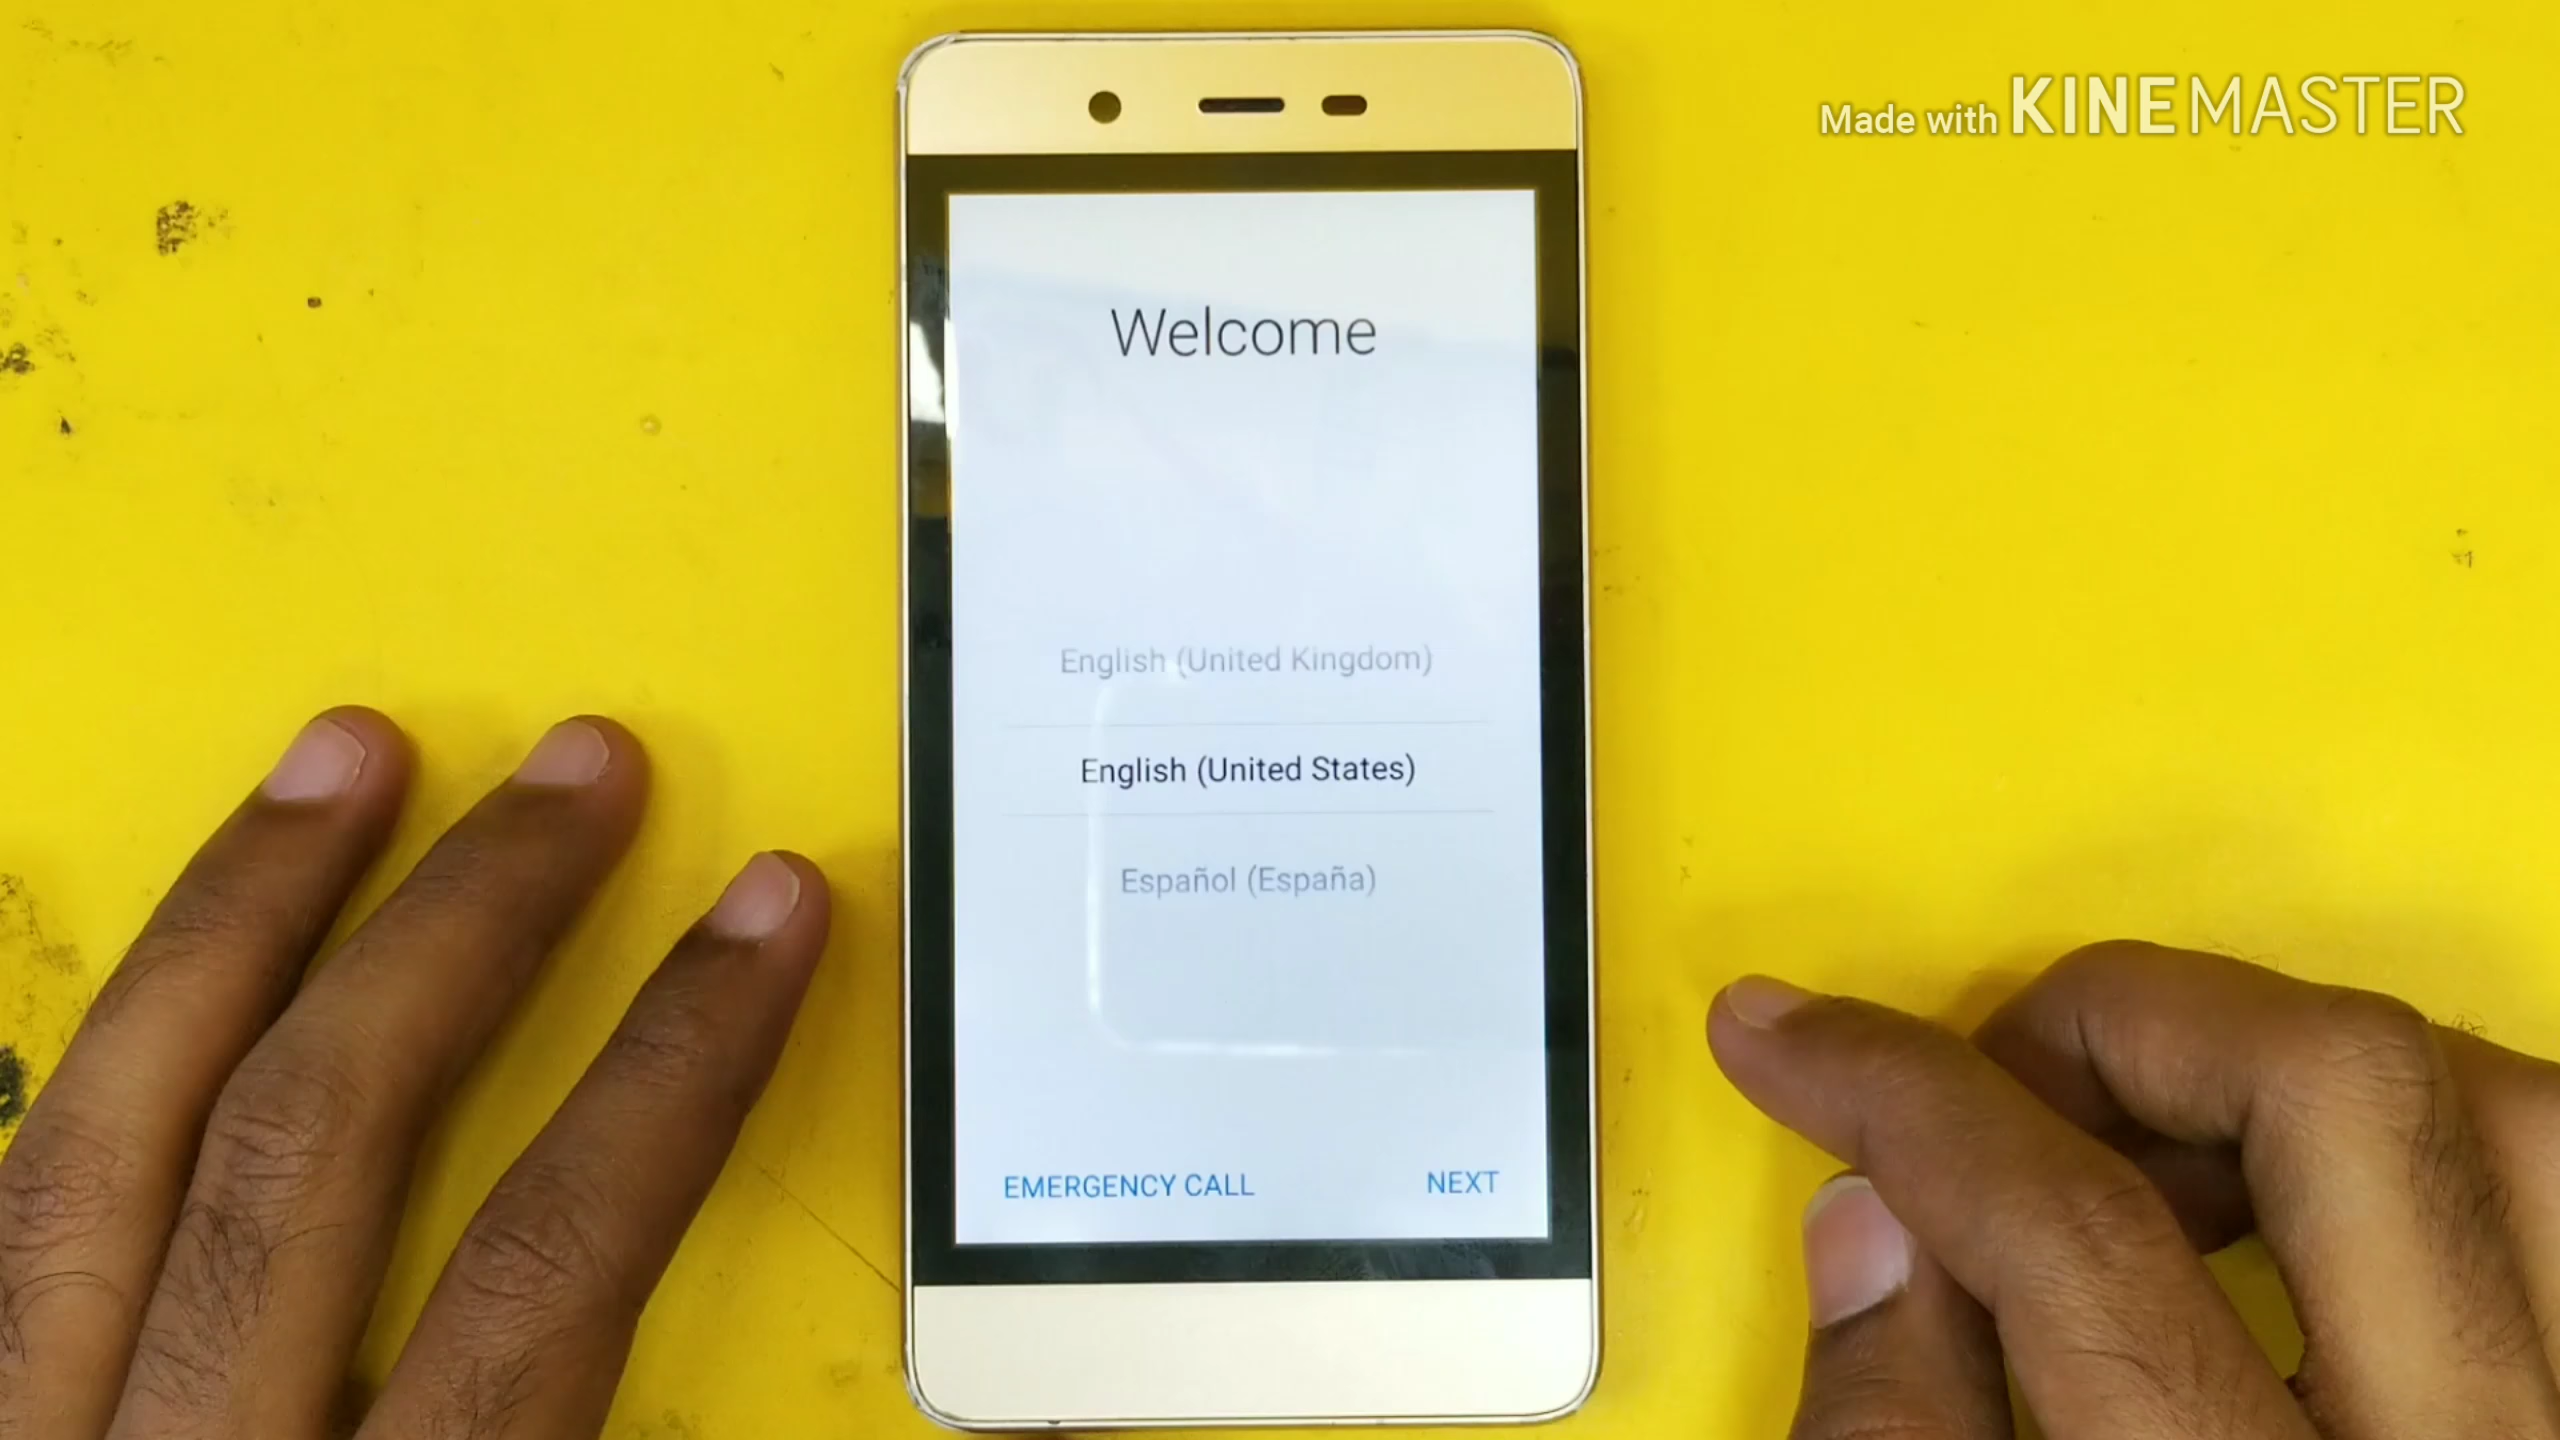 Made with KINEMASTER
Welcome
English (United Kingdom)
English (United States)
Español (España)
EMERGENCY CALL
NEXT